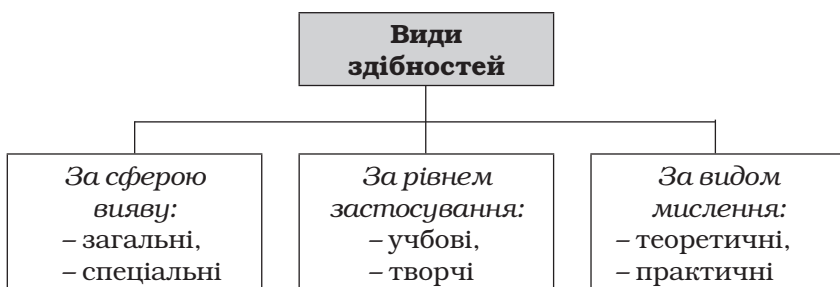 Види
здібностей
За сферою
вияву:
– загальні,
– спеціальні
За рівнем
застосування:
– учбові,
– творчі
За видом
мислення:
– теоретичні,
– практичні